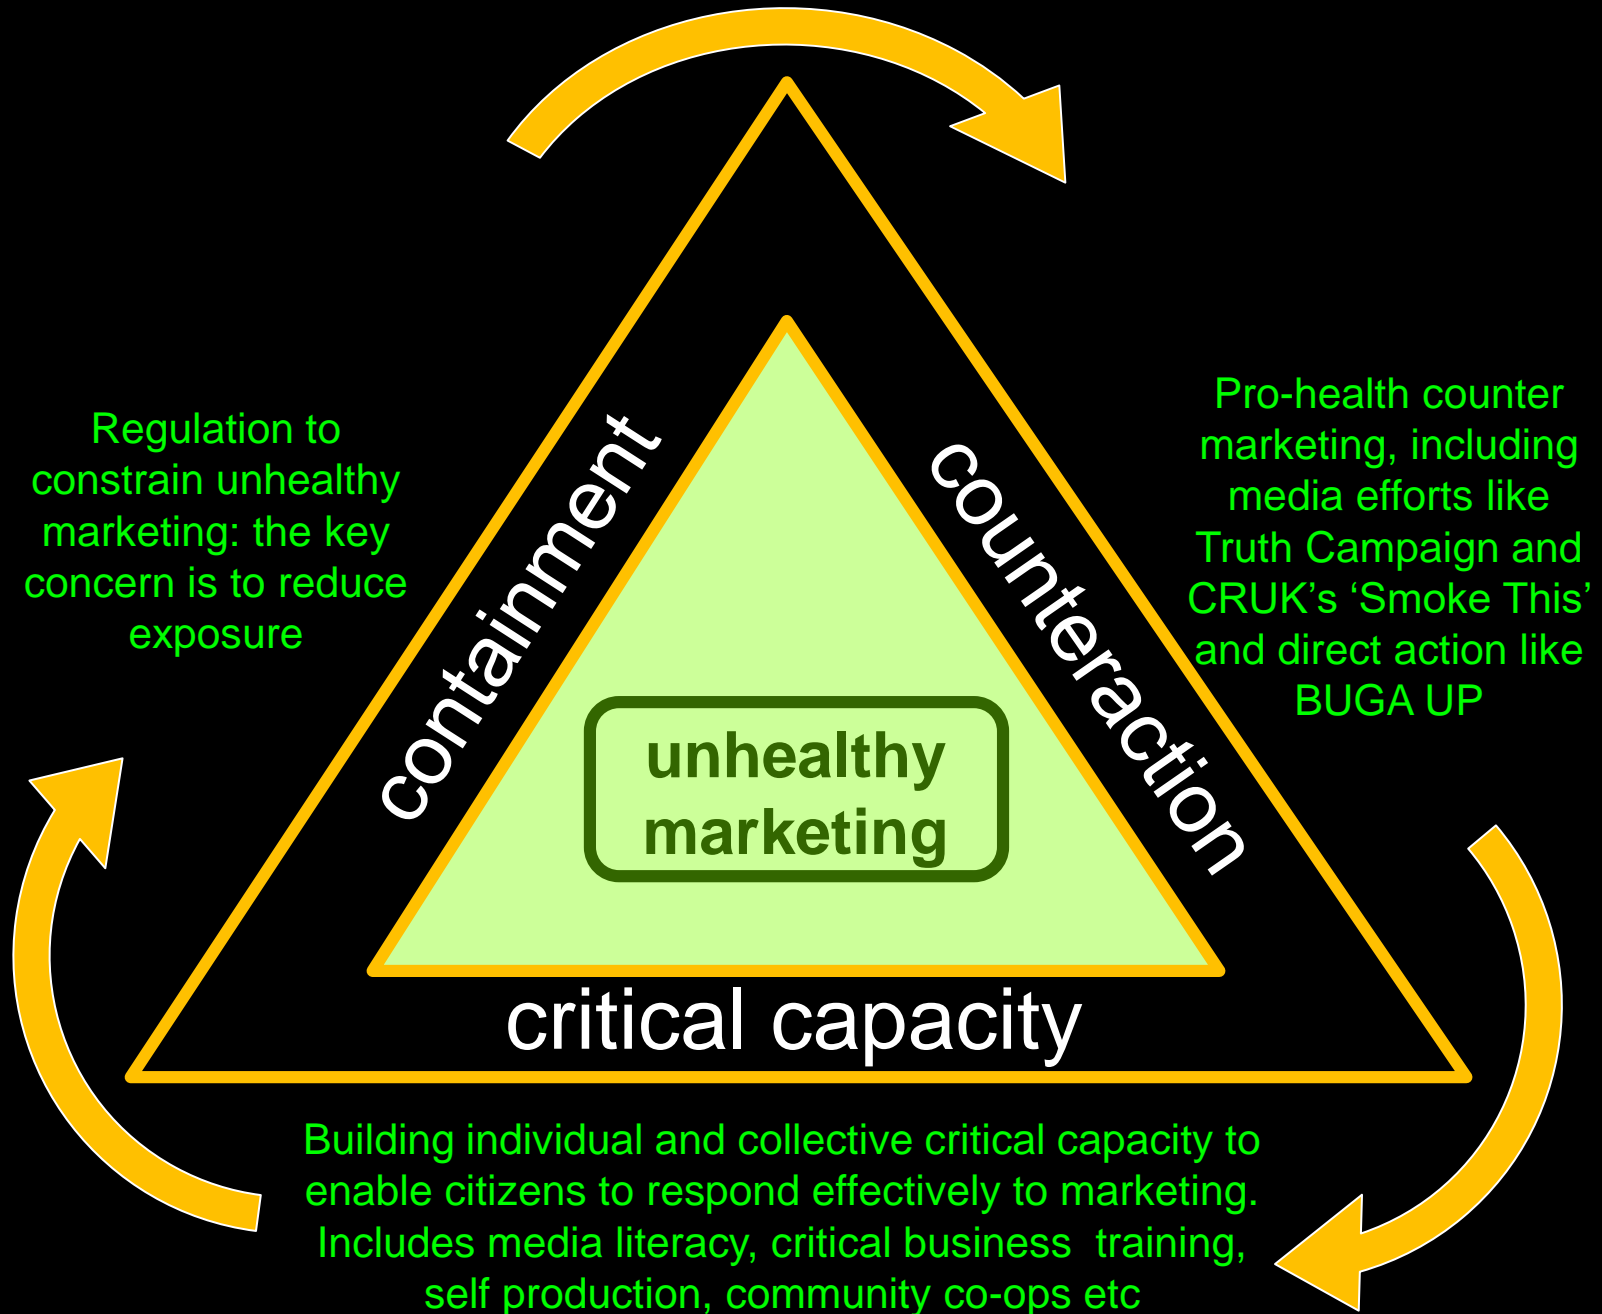 Regulation to
constrain unhealthy
marketing: the key
concern is to reduce
exposure
containment
counteraction
Pro-health counter
marketing, including
media efforts like
Truth Campaign and
CRUK’s ‘Smoke This’
and direct action like
BUGA UP
unhealthy
marketing
critical capacity
Building individual and collective critical capacity to
enable citizens to respond effectively to marketing.
Includes media literacy, critical business training,
self production, community co-ops etc